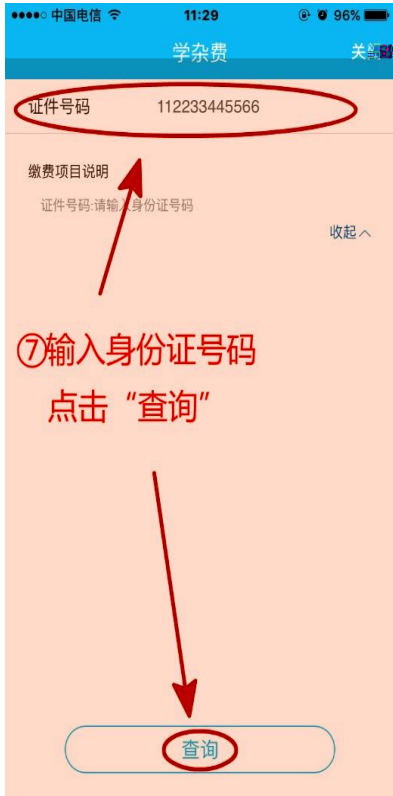 中国电信 11:29 96%
学杂费 关
证件号码 112233445566
缴费项目说明
证件号码:请输入身份证号码
收起
⑦输入身份证号码
点击“查询”
查询